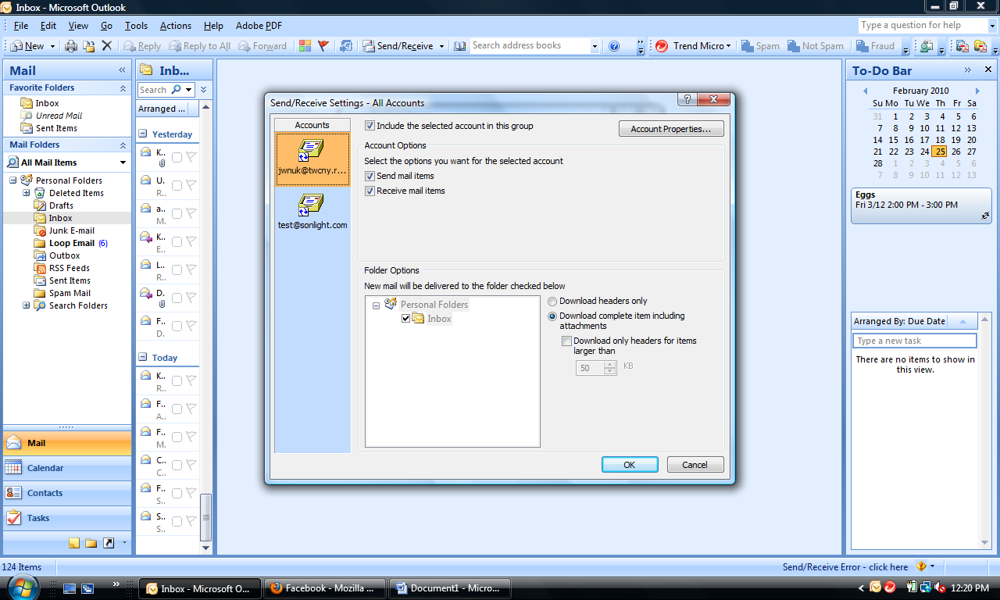 Inbox - Microsoft Outlook
File Edit View Go Tools Actions Help Adobe PDF
Type a question for help
New Reply Reply to All Forward Send/Receive Search address books Trend Micro Spam Not Spam Fraud
Mail
Favorite Folders
Inbox
Unread Mail
Sent Items
Mail Folders
All Mail Items
Personal Folders
Deleted Items
Drafts
Inbox
Junk E-mail
Loop Email (6)
Outbox
RSS Feeds
Sent Items
Spam Mail
Search Folders
Mail
Calendar
Contacts
Tasks
Inb...
Search
Arranged ...
Yesterday
K..
U.
R...
a..
M.
K..
E...
L..
R...
D.
F...
D.
Today
K..
R...
F...
A...
F...
M.
C..
C...
F...
S...
S...
S...
Send/Receive Settings - All Accounts
Accounts
jwnuk@twcny.r...
test@sonlight.com
Include the selected account in this group
Account Properties...
Account Options
Select the options you want for the selected account
Send mail items
Receive mail items
Folder Options
New mail will be delivered to the folder checked below
Personal Folders
Inbox
Download headers only
Download complete item including
attachments
Download only headers for items
larger than
50 KB
OK Cancel
To-Do Bar
February 2010
Su Mo Tu We Th Fr Sa
31 1 2 3 4 5 6
7 8 9 10 11 12 13
14 15 16 17 18 19 20
21 22 23 24 25 26 27
28 1 2 3 4 5 6
7 8 9 10 11 12 13
Eggs
Fri 3/12 2:00 PM - 3:00 PM
Arranged By: Due Date
Type a new task
There are no items to show in
this view.
124 Items
Send/Receive Error - click here
Inbox - Microsoft O...
Facebook - Mozilla ...
Document1 - Micro...
12:20 PM